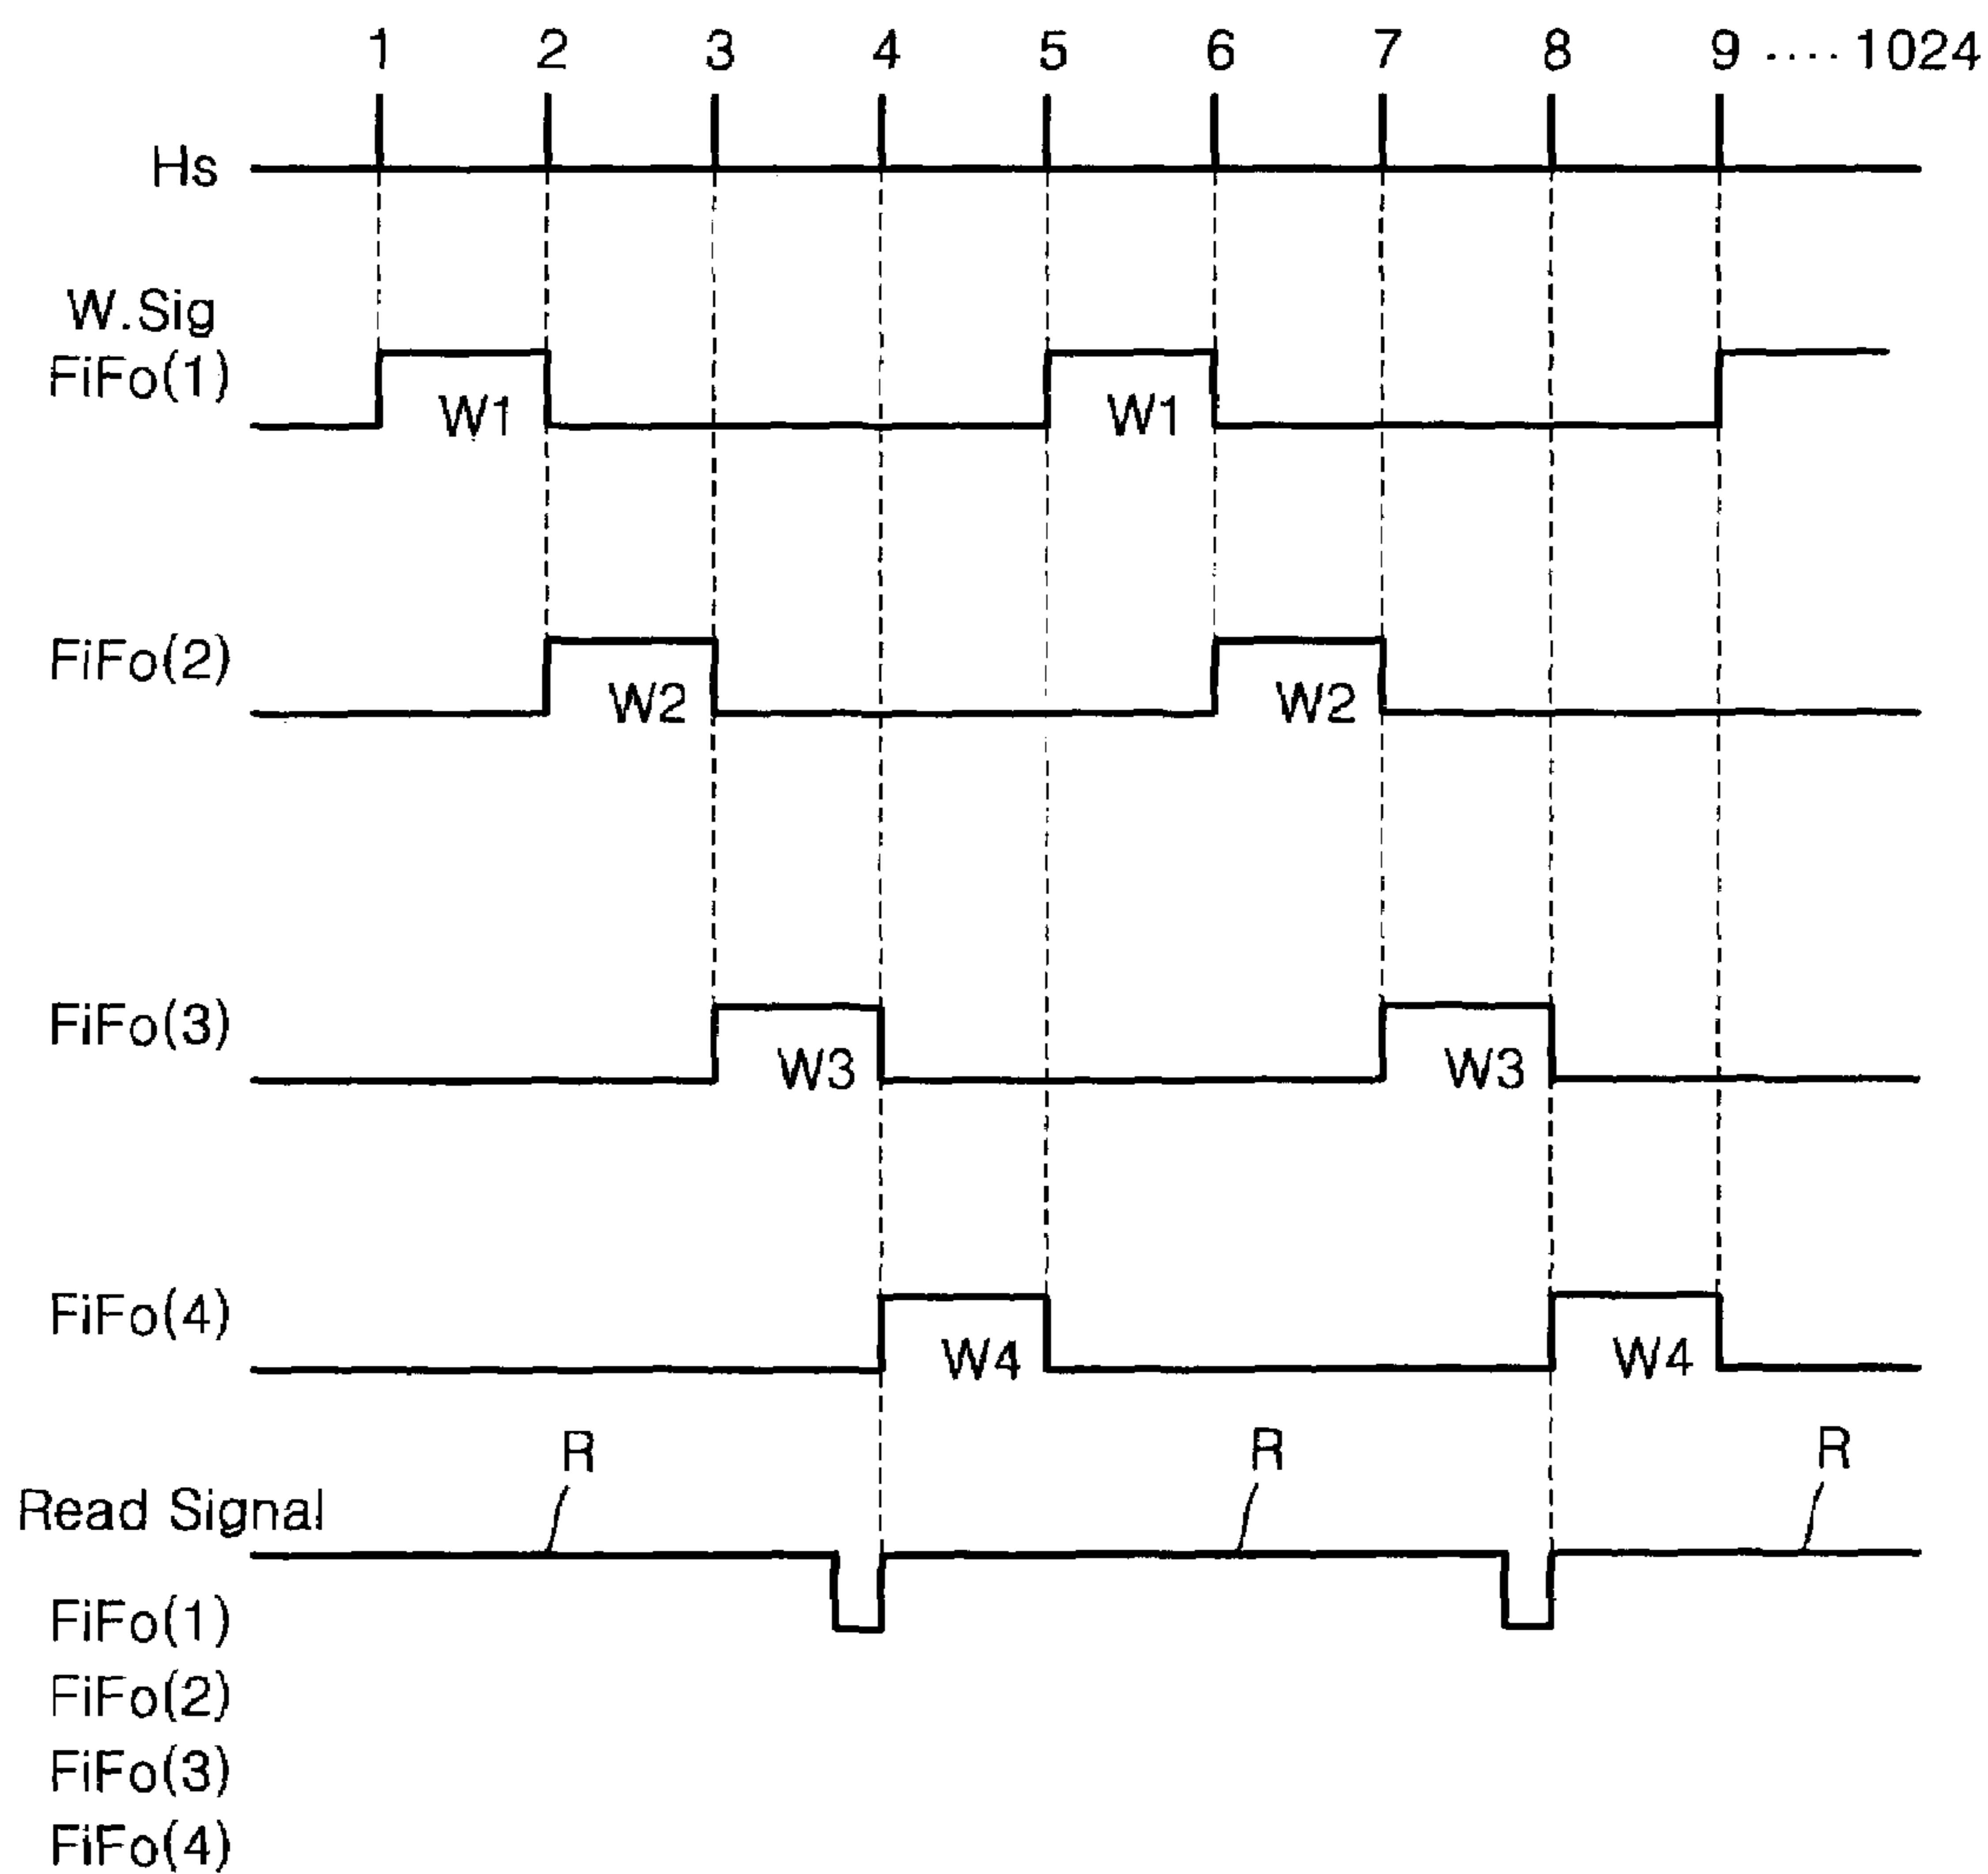 1 2 3 4 5 6 7 8 9 ···· 1024
Hs
W.Sig
FiFo(1)
W1 W1
FiFo(2)
W2 W2
FiFo(3)
W3 W3
FiFo(4)
W4 W4
R R R
Read Signal
FiFo(1)
FiFo(2)
FiFo(3)
FiFo(4)